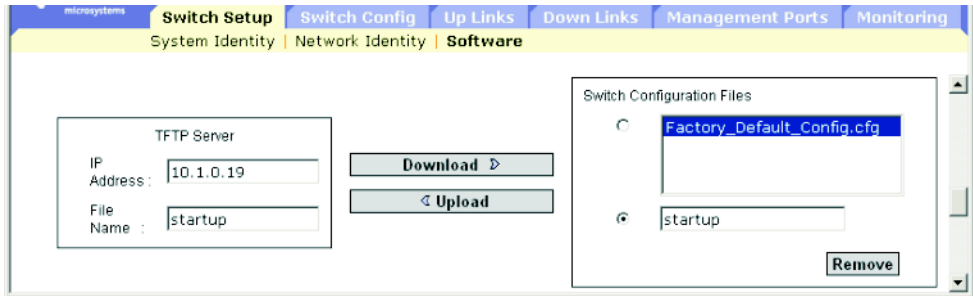 microsystems
Switch Setup Switch Config Up Links Down Links Management Ports Monitoring
System Identity | Network Identity | Software
Switch Configuration Files
Factory_Default_Config.cfg
TFTP Server
IP Address : 10.1.0.19
Download
Upload
File Name : startup
startup
Remove